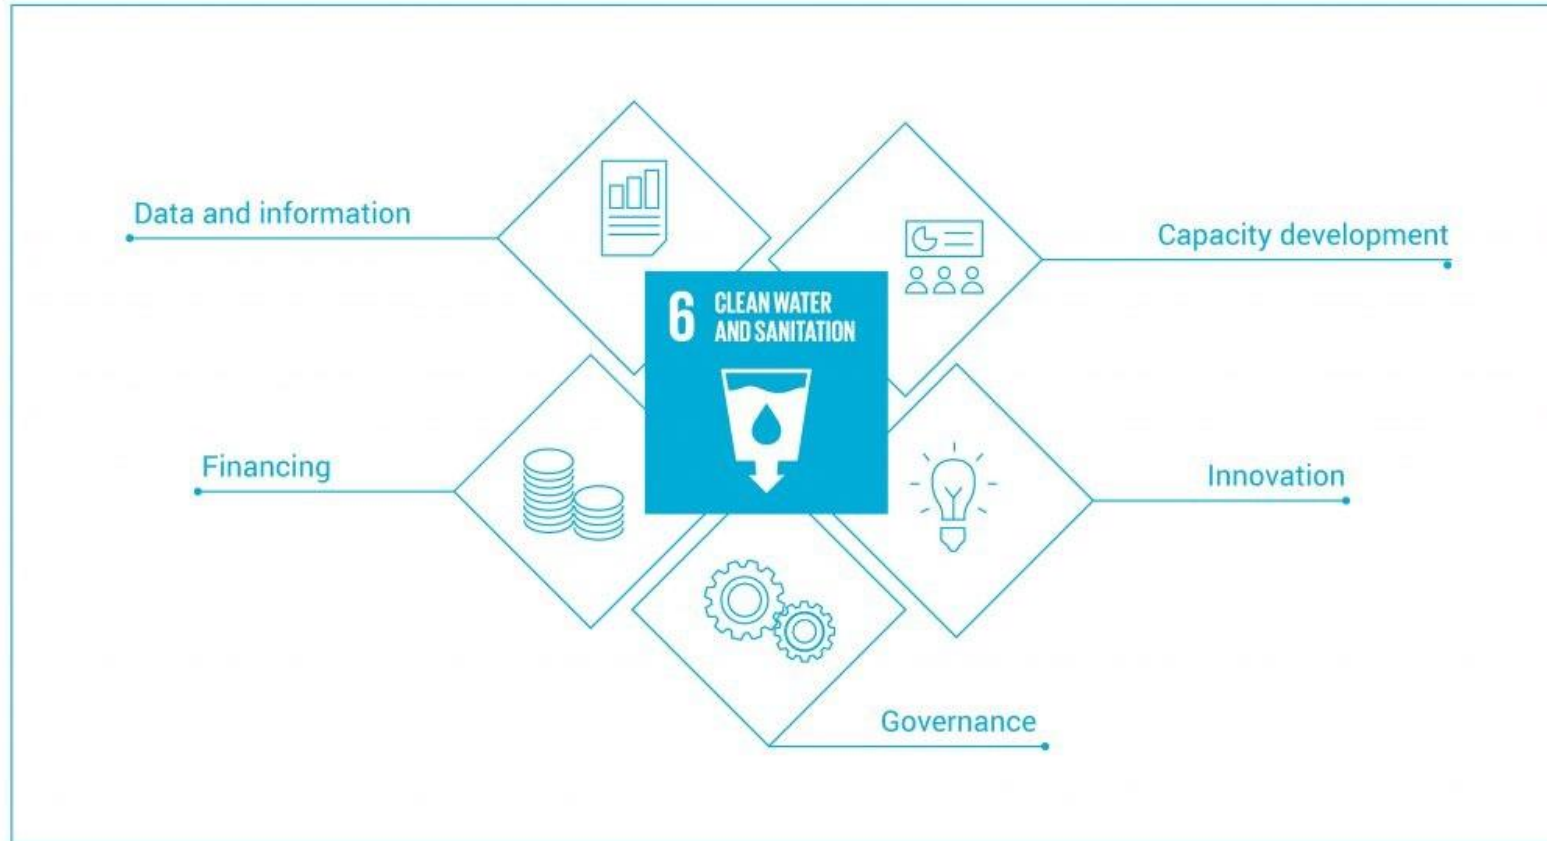 Data and information
Capacity development
6 CLEAN WATER
AND SANITATION
Financing
Innovation
Governance